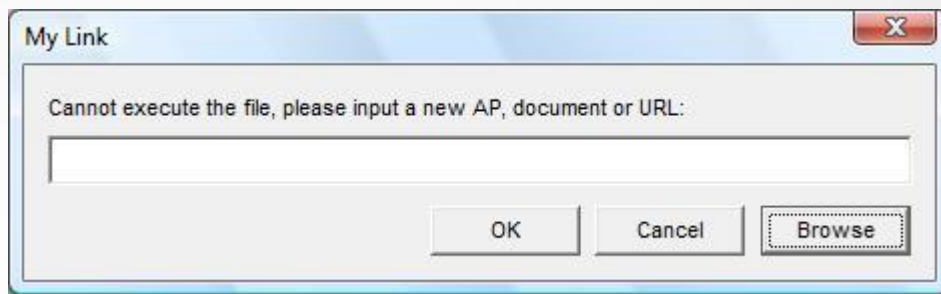 My Link
Cannot execute the file, please input a new AP, document or URL:
OK Cancel Browse